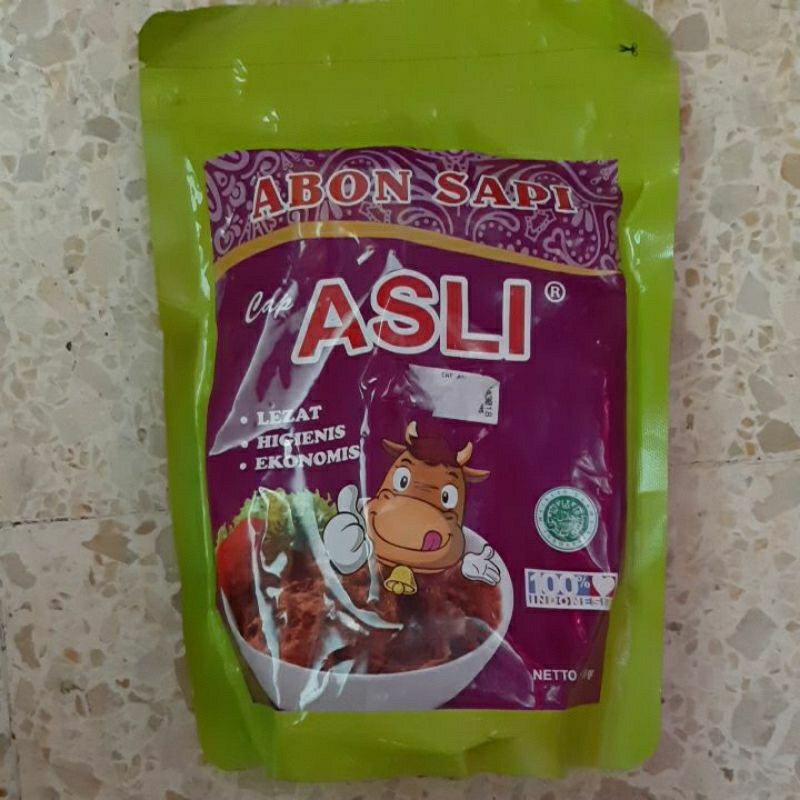 ABON SAPI
Cap ASLI ®
• LEZAT
• HIGIENIS
• EKONOMIS
100%
INDONESIA
NETTO